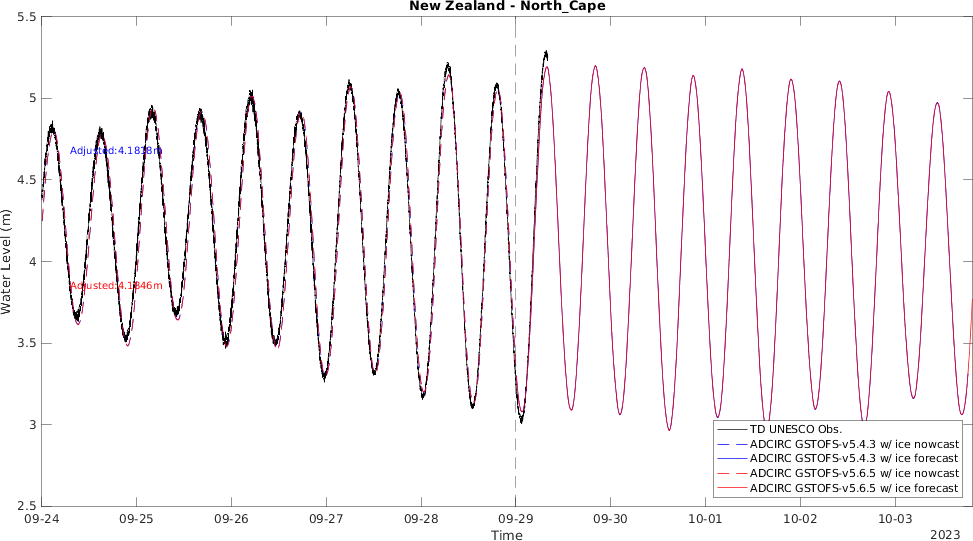 New Zealand - North_Cape
Water Level (m)
5.5
5
4.5
4
3.5
3
2.5
Adjusted:4.1818m
Adjusted:4.1846m
TD UNESCO Obs.
ADCIRC GSTOFS-v5.4.3 w/ ice nowcast
ADCIRC GSTOFS-v5.4.3 w/ ice forecast
ADCIRC GSTOFS-v5.6.5 w/ ice nowcast
ADCIRC GSTOFS-v5.6.5 w/ ice forecast
09-24 09-25 09-26 09-27 09-28 09-29 09-30 10-01 10-02 10-03
Time
2023